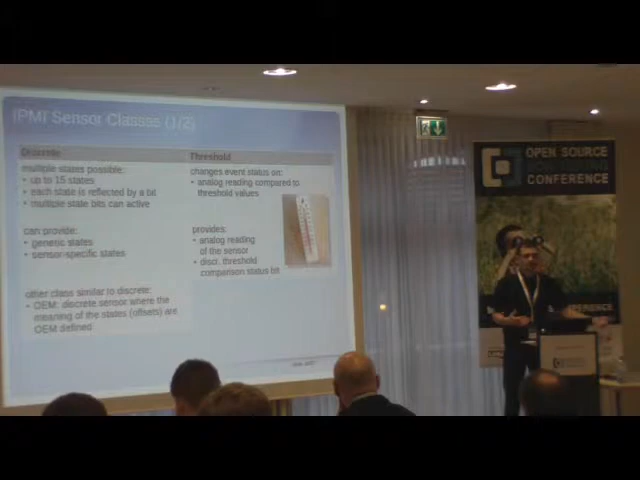 IPMI Sensor Classes (1/2)
Discrete
multiple states possible:
• up to 15 states
• each state is reflected by a bit
• multiple state bits can active
can provide:
• generic states
• sensor-specific states
other class similar to discrete:
• OEM: discrete sensor where the
meaning of the states (offsets) are
OEM defined
Threshold
changes event status on:
• analog reading compared to
threshold values
provides:
• analog reading
of the sensor
• discr. threshold
comparison status bit
OPEN SOURCE
CONFERENCE
CONFERENCE